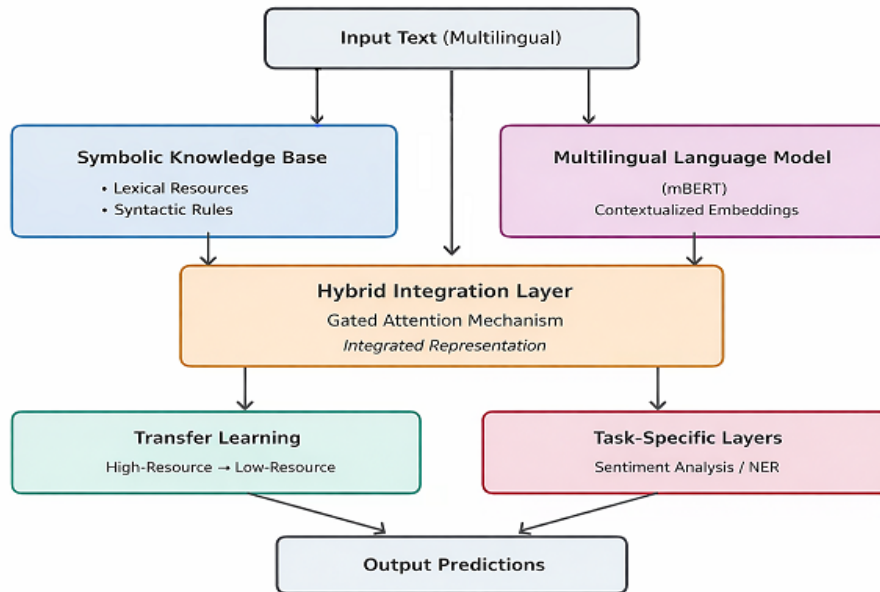 Input Text (Multilingual)
Symbolic Knowledge Base
• Lexical Resources
• Syntactic Rules
Multilingual Language Model
(mBERT)
Contextualized Embeddings
Hybrid Integration Layer
Gated Attention Mechanism
Integrated Representation
Transfer Learning
High-Resource → Low-Resource
Task-Specific Layers
Sentiment Analysis / NER
Output Predictions